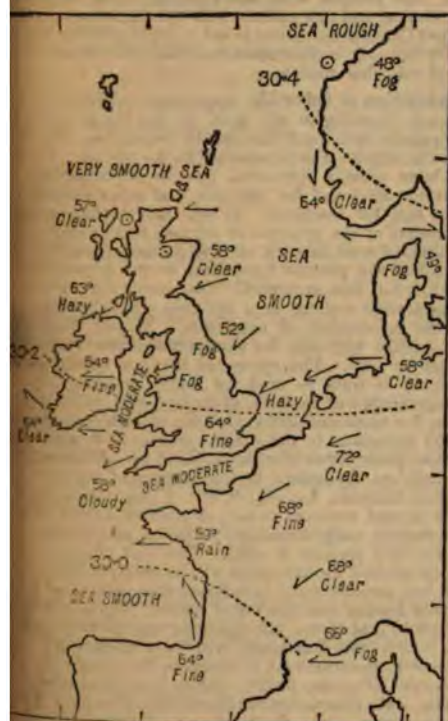 SEA ROUGH
48°
Fog
30·4
VERY SMOOTH SEA
57°
Clear
64°
Clear
58°
Clear
SEA
SMOOTH
Fog
49°
63°
Hazy
52°
Fog
30·2
54°
Fine
Fog
SEA MODERATE
Hazy
58°
Clear
Clear
64°
Fine
SEA MODERATE
58°
Cloudy
72°
Clear
68°
Fine
59°
Rain
30·0
68°
Clear
SEA SMOOTH
66°
Fog
64°
Fine